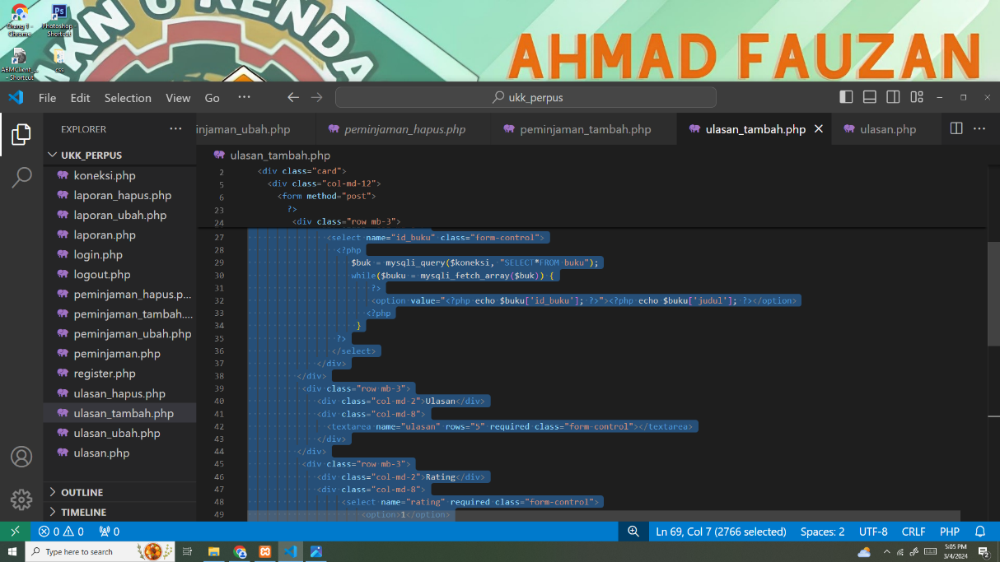 KN 6 KENDA
AHMAD FAUZAN
Orang 1 -
Chrome
Photoshop -
Shortcut
ABMClient_...
- Shortcut
css
File Edit Selection View Go ...
ukk_perpus
EXPLORER ...
injaman_ubah.php
peminjaman_hapus.php
peminjaman_tambah.php
ulasan_tambah.php
ulasan.php
UKK_PERPUS
koneksi.php
laporan_hapus.php
laporan_ubah.php
laporan.php
login.php
logout.php
peminjaman_hapus.p...
peminjaman_tambah....
peminjaman_ubah.php
peminjaman.php
register.php
ulasan_hapus.php
ulasan_tambah.php
ulasan_ubah.php
ulasan.php
OUTLINE
TIMELINE
ulasan_tambah.php
2 <div class="card">
5 <div class="col-md-12">
6 <form method="post">
23 ?>
24 <div class="row mb-3">
27 <select name="id_buku" class="form-control">
28 <?php
29 $buk = mysqli_query($koneksi, "SELECT*FROM buku");
30 while($buku = mysqli_fetch_array($buk)) {
31 ?>
32 <option value="<?php echo $buku['id_buku']; ?>"><?php echo $buku['judul']; ?></option>
33 <?php
34 }
35 ?>
36 </select>
37 </div>
38 </div>
39 <div class="row mb-3">
40 <div class="col-md-2">Ulasan</div>
41 <div class="col-md-8">
42 <textarea name="ulasan" rows="5" required class="form-control"></textarea>
43 </div>
44 </div>
45 <div class="row mb-3">
46 <div class="col-md-2">Rating</div>
47 <div class="col-md-8">
48 <select name="rating" required class="form-control">
49 <option>1</option>
0 0 0 Ln 69, Col 7 (2766 selected) Spaces: 2 UTF-8 CRLF PHP
Type here to search
5:05 PM
3/4/2024
2